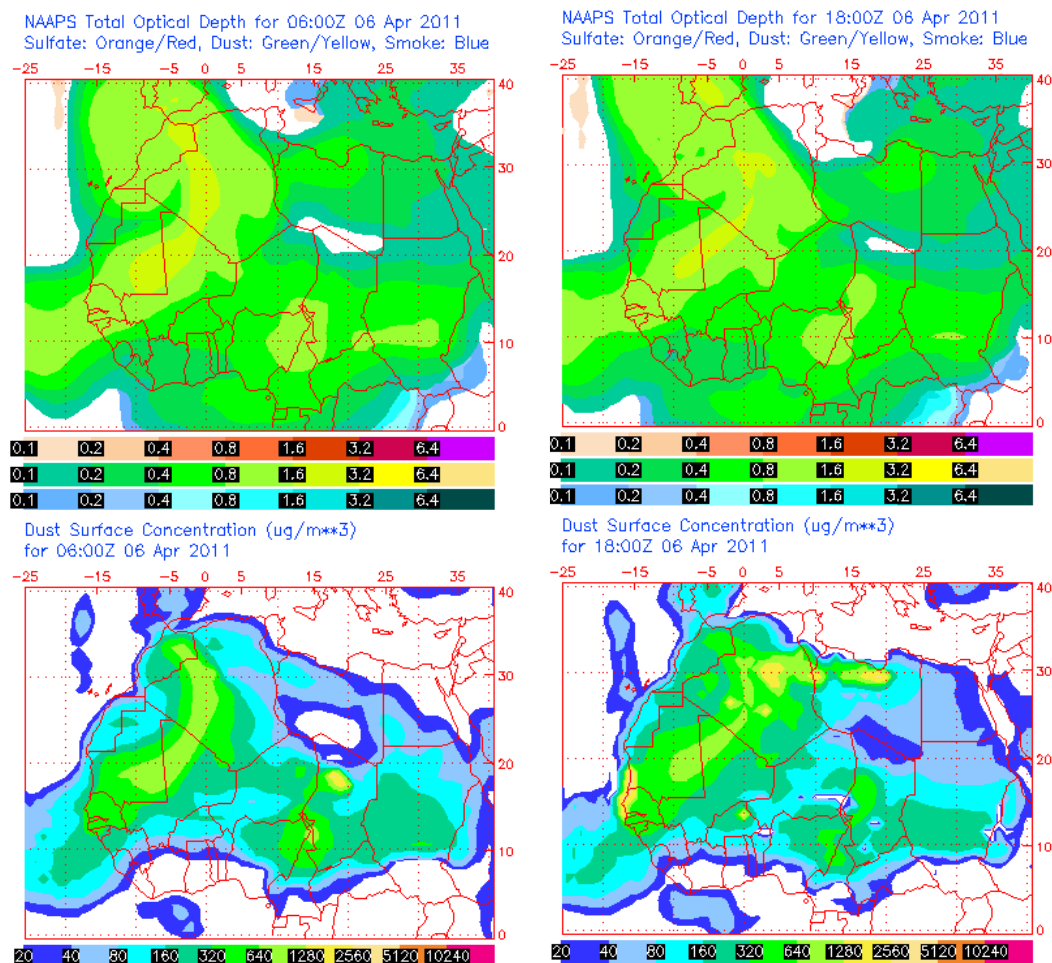 NAAPS Total Optical Depth for 06:00Z 06 Apr 2011
Sulfate: Orange/Red, Dust: Green/Yellow, Smoke: Blue
-25 -15 -5 0 5 15 25 35
40
30
20
10
0
0.1 0.2 0.4 0.8 1.6 3.2 6.4
0.1 0.2 0.4 0.8 1.6 3.2 6.4
0.1 0.2 0.4 0.8 1.6 3.2 6.4
NAAPS Total Optical Depth for 18:00Z 06 Apr 2011
Sulfate: Orange/Red, Dust: Green/Yellow, Smoke: Blue
-25 -15 -5 0 5 15 25 35
40
30
20
10
0
0.1 0.2 0.4 0.8 1.6 3.2 6.4
0.1 0.2 0.4 0.8 1.6 3.2 6.4
0.1 0.2 0.4 0.8 1.6 3.2 6.4
Dust Surface Concentration (ug/m**3)
for 06:00Z 06 Apr 2011
-25 -15 -5 0 5 15 25 35
40
30
20
10
0
20 40 80 160 320 640 1280 2560 5120 10240
Dust Surface Concentration (ug/m**3)
for 18:00Z 06 Apr 2011
-25 -15 -5 0 5 15 25 35
40
30
20
10
0
20 40 80 160 320 640 1280 2560 5120 10240